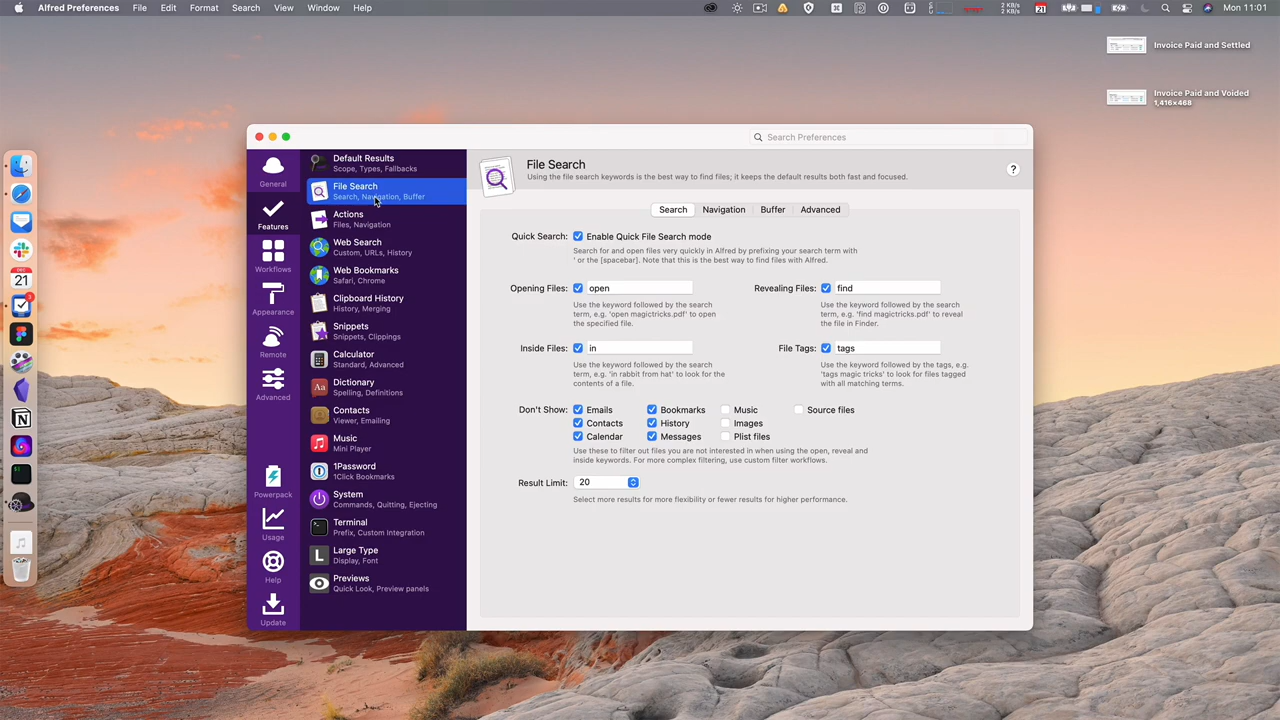 Alfred Preferences File Edit Format Search View Window Help
2 KB/s
2 KB/s
21
Mon 11:01
Invoice Paid and Settled
Invoice Paid and Voided
1,416×468
Search Preferences
General
Features
Workflows
Appearance
Remote
Advanced
Powerpack
Usage
Help
Update
Default Results
Scope, Types, Fallbacks
File Search
Search, Navigation, Buffer
Actions
Files, Navigation
Web Search
Custom, URLs, History
Web Bookmarks
Safari, Chrome
Clipboard History
History, Merging
Snippets
Snippets, Clippings
Calculator
Standard, Advanced
Aa
Dictionary
Spelling, Definitions
Contacts
Viewer, Emailing
Music
Mini Player
1Password
1Click Bookmarks
System
Commands, Quitting, Ejecting
Terminal
Prefix, Custom Integration
L
Large Type
Display, Font
Previews
Quick Look, Preview panels
File Search
Using the file search keywords is the best way to find files; it keeps the default results both fast and focused.
?
Search Navigation Buffer Advanced
Quick Search: Enable Quick File Search mode
Search for and open files very quickly in Alfred by prefixing your search term with
' or the [spacebar]. Note that this is the best way to find files with Alfred.
Opening Files: open
Use the keyword followed by the search
term, e.g. 'open magictricks.pdf' to open
the specified file.
Revealing Files: find
Use the keyword followed by the search
term, e.g. 'find magictricks.pdf' to reveal
the file in Finder.
Inside Files: in
Use the keyword followed by the search
term, e.g. 'in rabbit from hat' to look for the
contents of a file.
File Tags: tags
Use the keyword followed by the tags, e.g.
'tags magic tricks' to look for files tagged
with all matching terms.
Don't Show: Emails Bookmarks Music Source files
Contacts History Images
Calendar Messages Plist files
Use these to filter out files you are not interested in when using the open, reveal and
inside keywords. For more complex filtering, use custom filter workflows.
Result Limit: 20
Select more results for more flexibility or fewer results for higher performance.
DEC
21
3